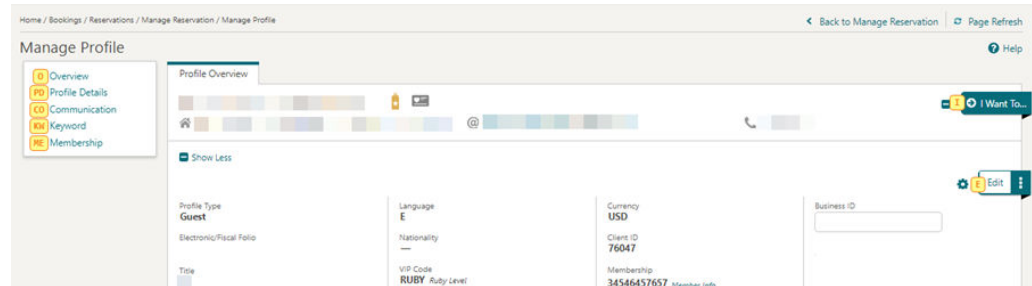 Home / Bookings / Reservations / Manage Reservation / Manage Profile
Back to Manage Reservation
Page Refresh
Manage Profile
Help
O Overview
PD Profile Details
CO Communication
KW Keyword
ME Membership
Profile Overview
@
I I Want To...
Show Less
E Edit
Profile Type
Guest
Language
E
Currency
USD
Business ID
Electronic/Fiscal Folio
Nationality
—
Client ID
76047
Title
VIP Code
RUBY Ruby Level
Membership
34546457657 Member Info